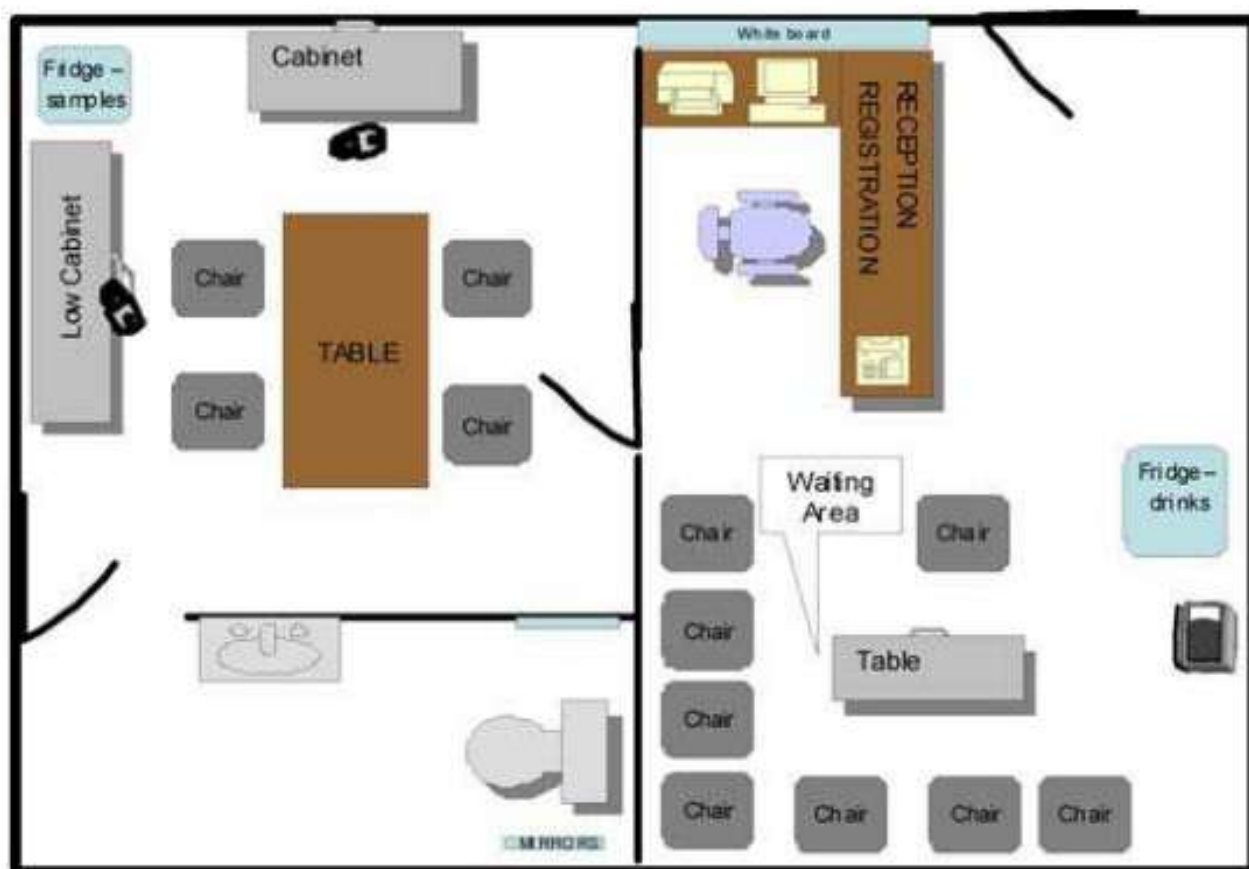 Fridge –
samples
Cabinet
White board
RECEPTION
REGISTRATION
Low Cabinet
Chair
Chair
TABLE
Chair
Chair
Waiting
Area
Fridge –
drinks
Chair
Chair
Chair
Table
Chair
Chair
Chair
Chair
Chair
MIRRORS